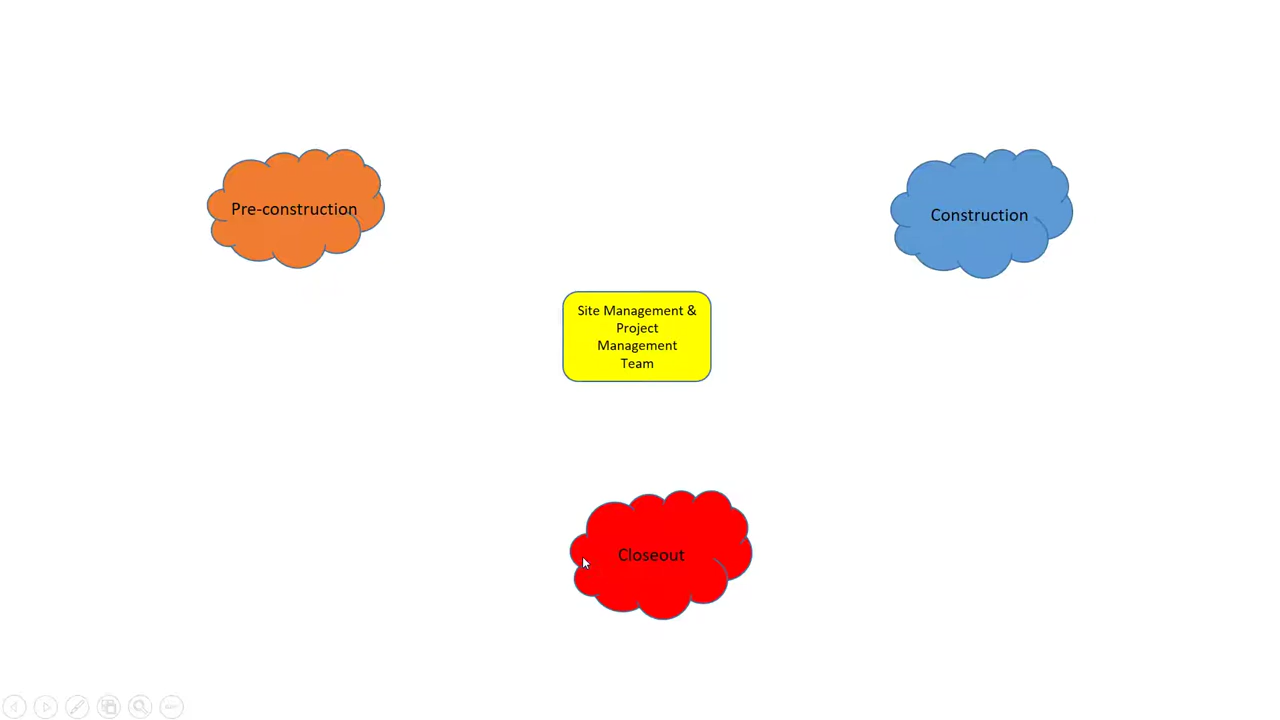 Pre-construction
Construction
Site Management &
Project
Management
Team
Closeout